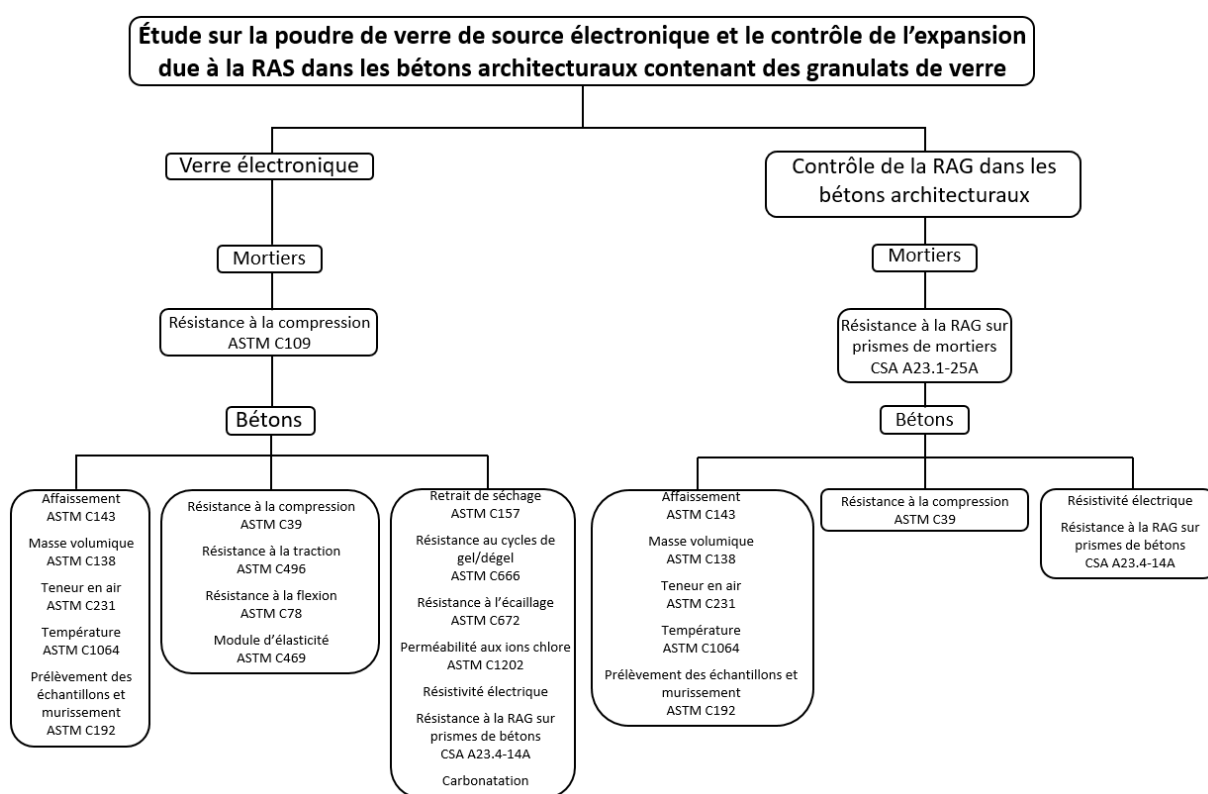 Étude sur la poudre de verre de source électronique et le contrôle de l'expansion
due à la RAS dans les bétons architecturaux contenant des granulats de verre
Verre électronique
Mortiers
Résistance à la compression
ASTM C109
Bétons
Affaissement
ASTM C143
Masse volumique
ASTM C138
Teneur en air
ASTM C231
Température
ASTM C1064
Prélèvement des
échantillons et
murissement
ASTM C192
Résistance à la compression
ASTM C39
Résistance à la traction
ASTM C496
Résistance à la flexion
ASTM C78
Module d'élasticité
ASTM C469
Retrait de séchage
ASTM C157
Résistance au cycles de
gel/dégel
ASTM C666
Résistance à l'écaillage
ASTM C672
Perméabilité aux ions chlore
ASTM C1202
Résistivité électrique
Résistance à la RAG sur
prismes de bétons
CSA A23.4-14A
Carbonatation
Contrôle de la RAG dans les
bétons architecturaux
Mortiers
Résistance à la RAG sur
prismes de mortiers
CSA A23.1-25A
Bétons
Affaissement
ASTM C143
Masse volumique
ASTM C138
Teneur en air
ASTM C231
Température
ASTM C1064
Prélèvement des échantillons et
murissement
ASTM C192
Résistance à la compression
ASTM C39
Résistivité électrique
Résistance à la RAG sur
prismes de bétons
CSA A23.4-14A